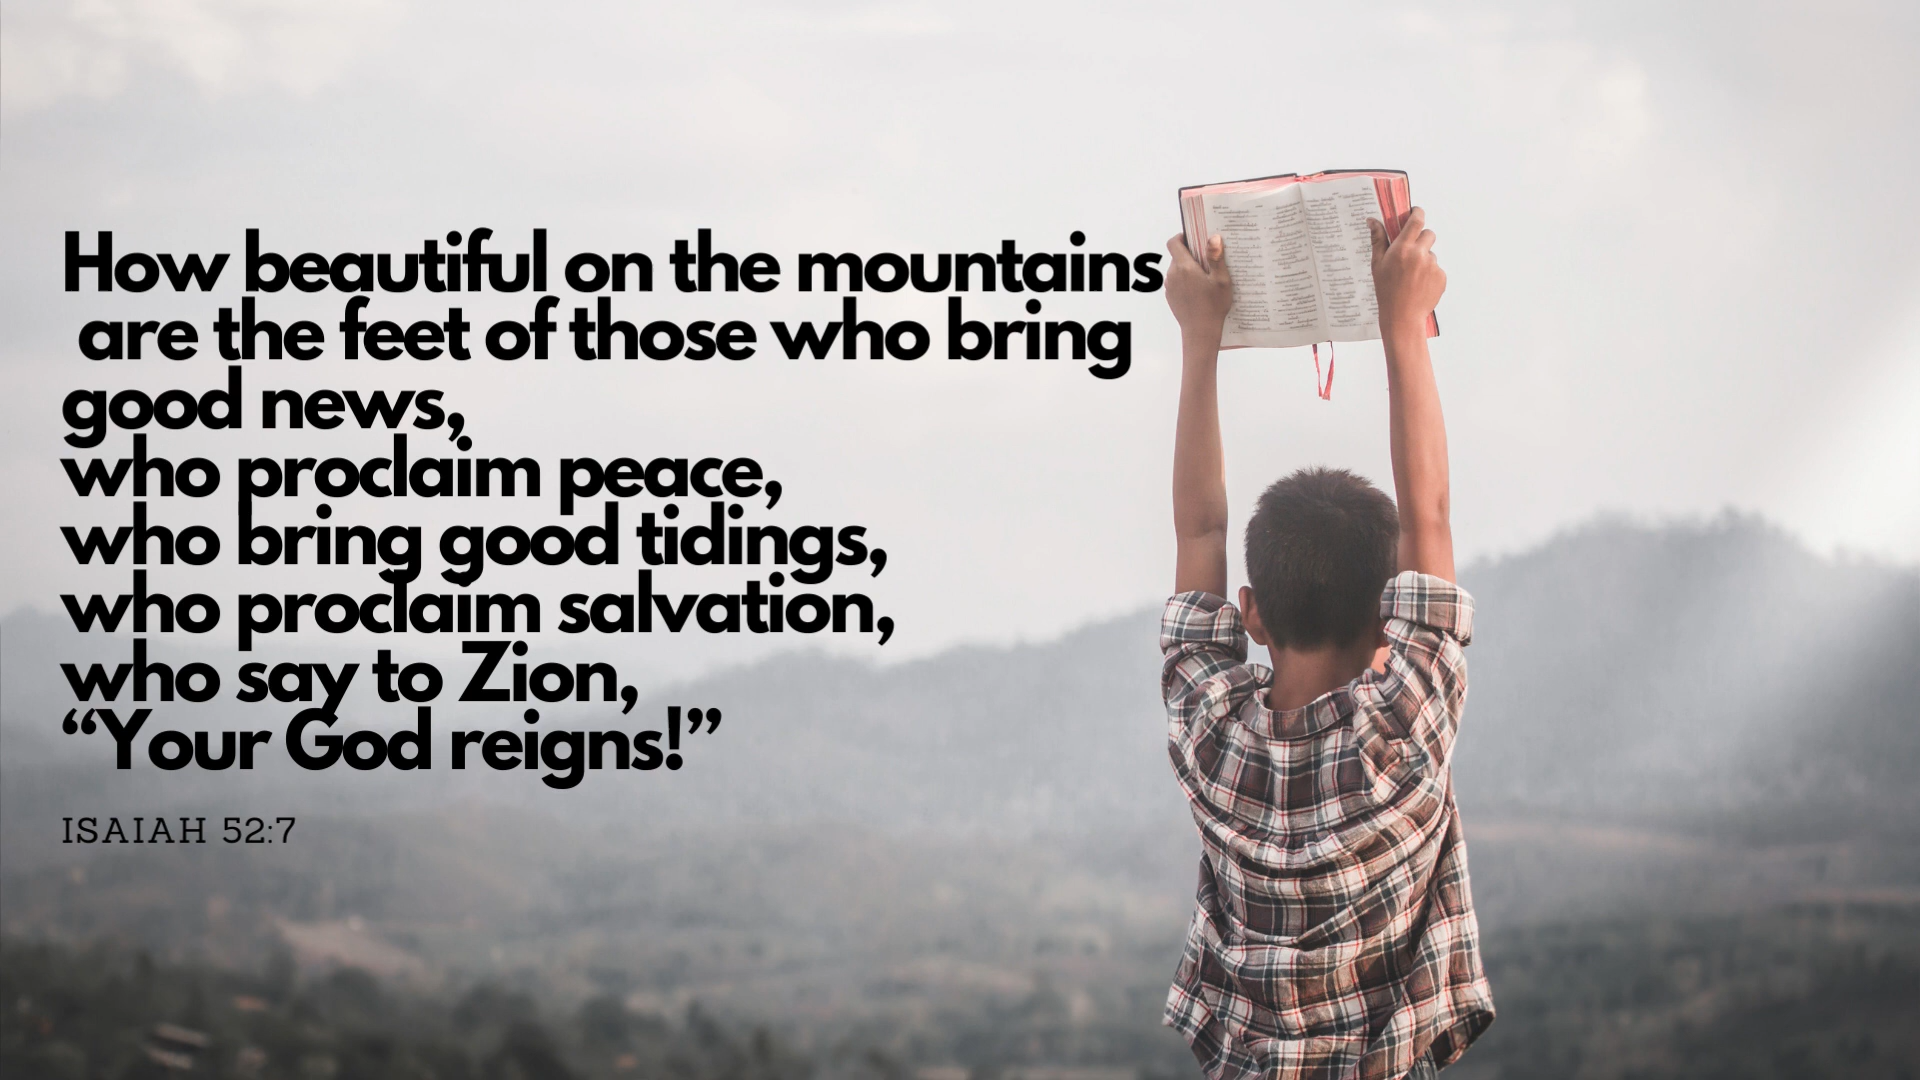 How beautiful on the mountains
are the feet of those who bring
good news,
who proclaim peace,
who bring good tidings,
who proclaim salvation,
who say to Zion,
“Your God reigns!”
ISAIAH 52:7